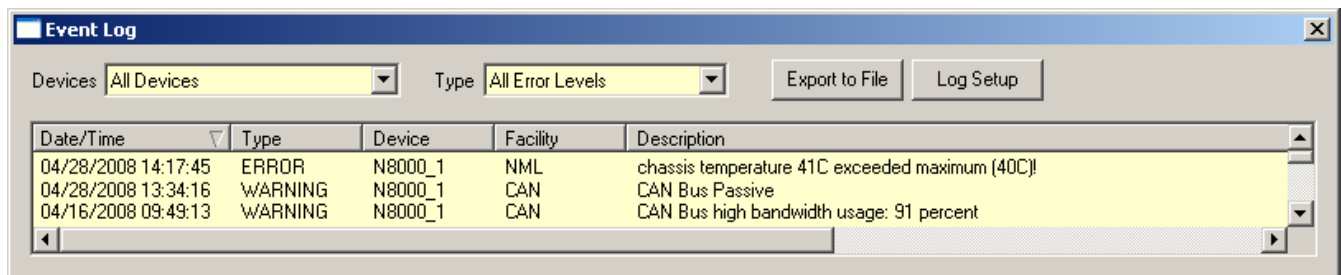 Event Log
Devices All Devices Type All Error Levels Export to File Log Setup
Date/Time Type Device Facility Description
04/28/2008 14:17:45 ERROR N8000_1 NML chassis temperature 41C exceeded maximum (40C)!
04/28/2008 13:34:16 WARNING N8000_1 CAN CAN Bus Passive
04/16/2008 09:49:13 WARNING N8000_1 CAN CAN Bus high bandwidth usage: 91 percent